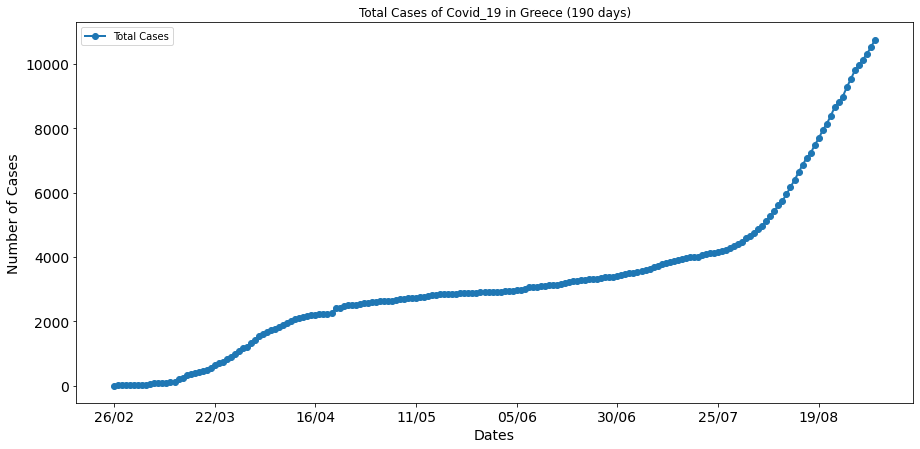 Total Cases of Covid_19 in Greece (190 days)
Total Cases
10000
8000
6000
4000
2000
0
Number of Cases
26/02 22/03 16/04 11/05 05/06 30/06 25/07 19/08
Dates